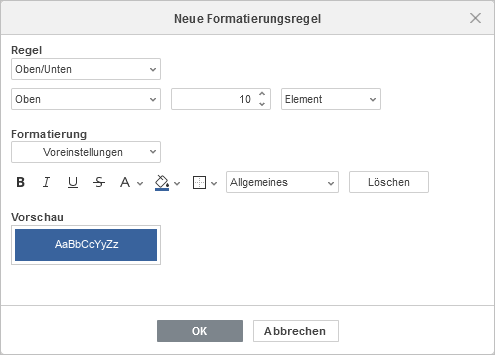 Neue Formatierungsregel
Regel
Oben/Unten
Oben 10 Element
Formatierung
Voreinstellungen
B I U S A Allgemeines Löschen
Vorschau
AaBbCcYyZz
OK Abbrechen